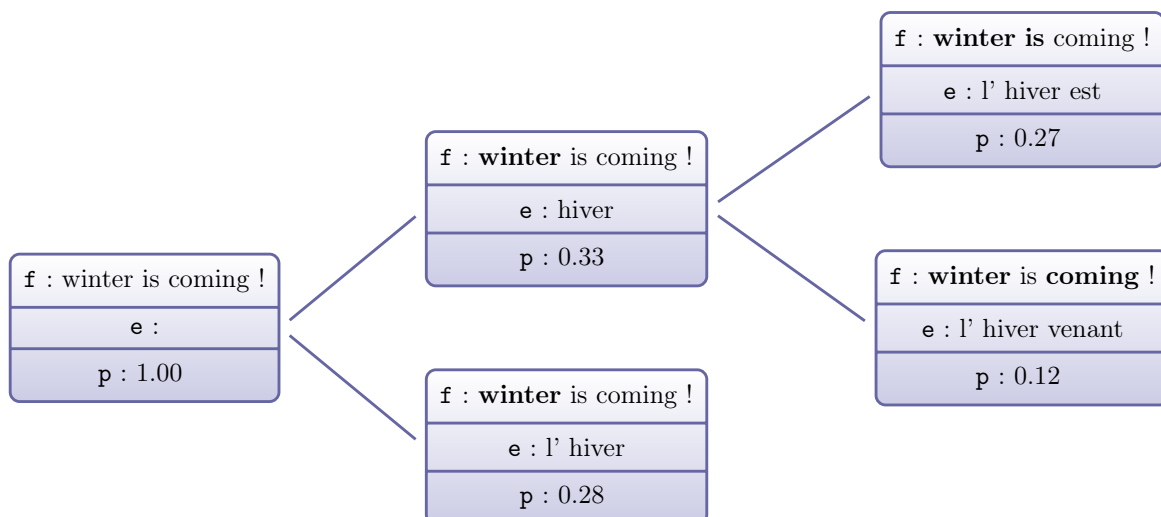 f : winter is coming !
e :
p : 1.00
f : winter is coming !
e : hiver
p : 0.33
f : winter is coming !
e : l' hiver
p : 0.28
f : winter is coming !
e : l' hiver est
p : 0.27
f : winter is coming !
e : l' hiver venant
p : 0.12